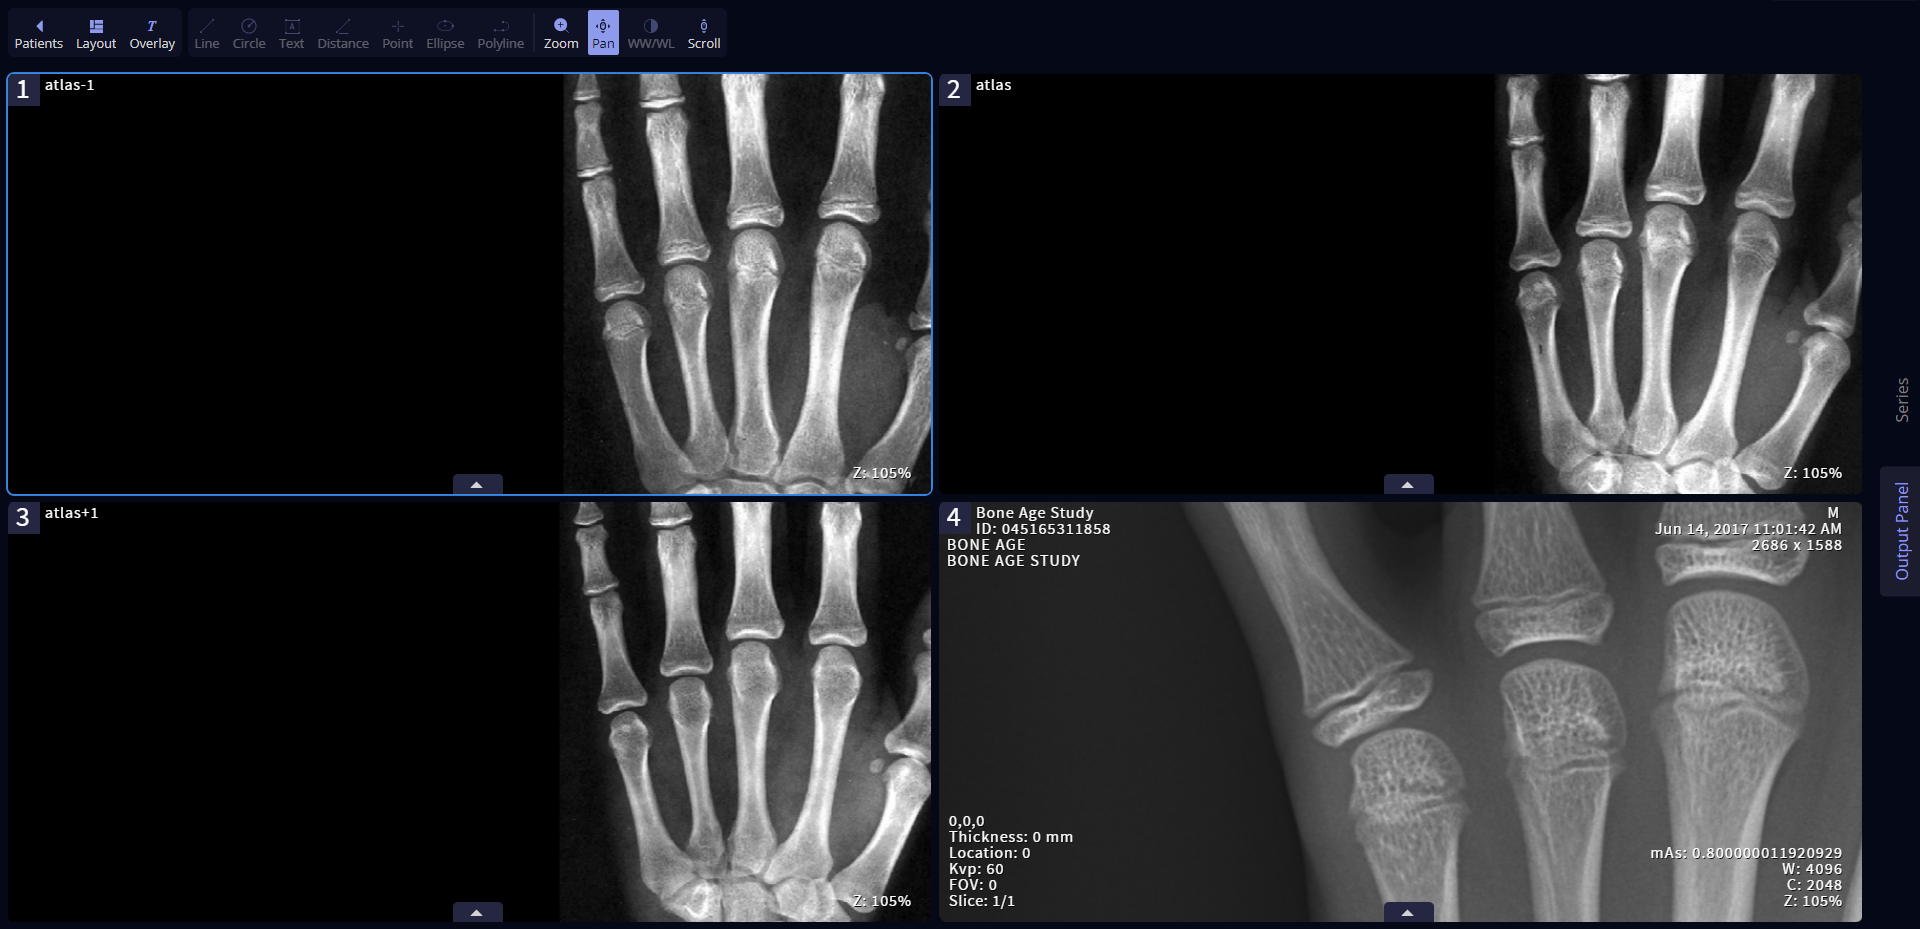 Patients Layout Overlay Line Circle Text Distance Point Ellipse Polyline Zoom Pan WW/WL Scroll
1 atlas-1
Z: 105%
2 atlas
Z: 105%
3 atlas+1
Z: 105%
4 Bone Age Study
ID: 045165311858
BONE AGE
BONE AGE STUDY
M
Jun 14, 2017 11:01:42 AM
2686 x 1588
0,0,0
Thickness: 0 mm
Location: 0
Kvp: 60
FOV: 0
Slice: 1/1
mAs: 0.800000011920929
W: 4096
C: 2048
Z: 105%
Series
Output Panel